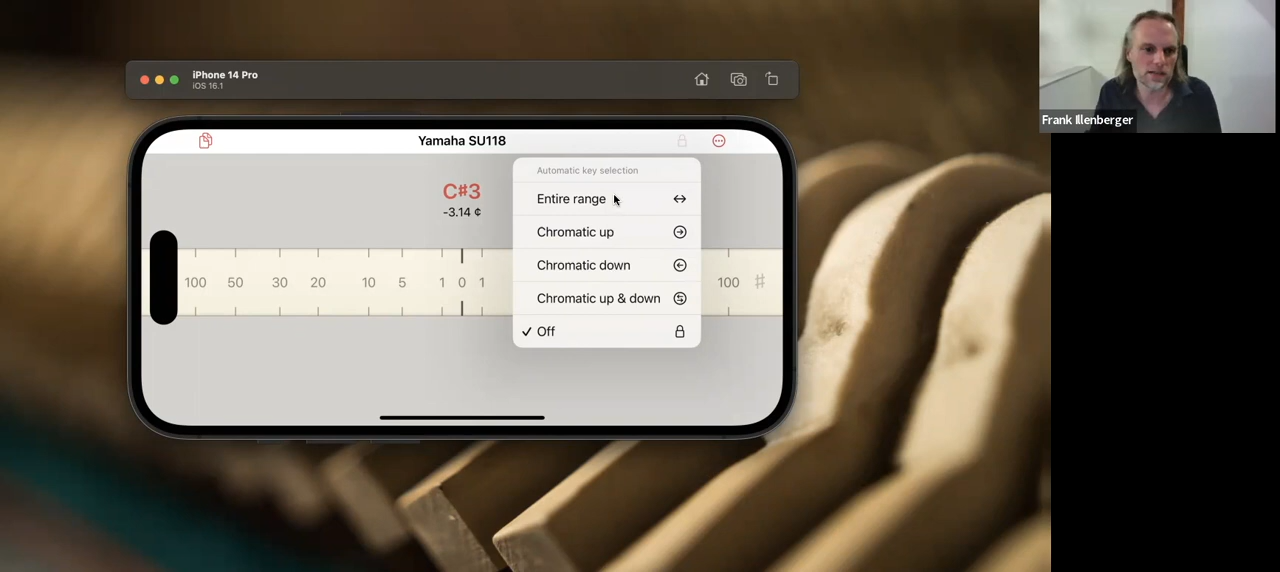 iPhone 14 Pro
iOS 16.1
Yamaha SU118
C#3
-3.14 ¢
Automatic key selection
Entire range
Chromatic up
Chromatic down
Chromatic up & down
Off
100 50 30 20 10 5 1 0 1 100 #
Frank Illenberger